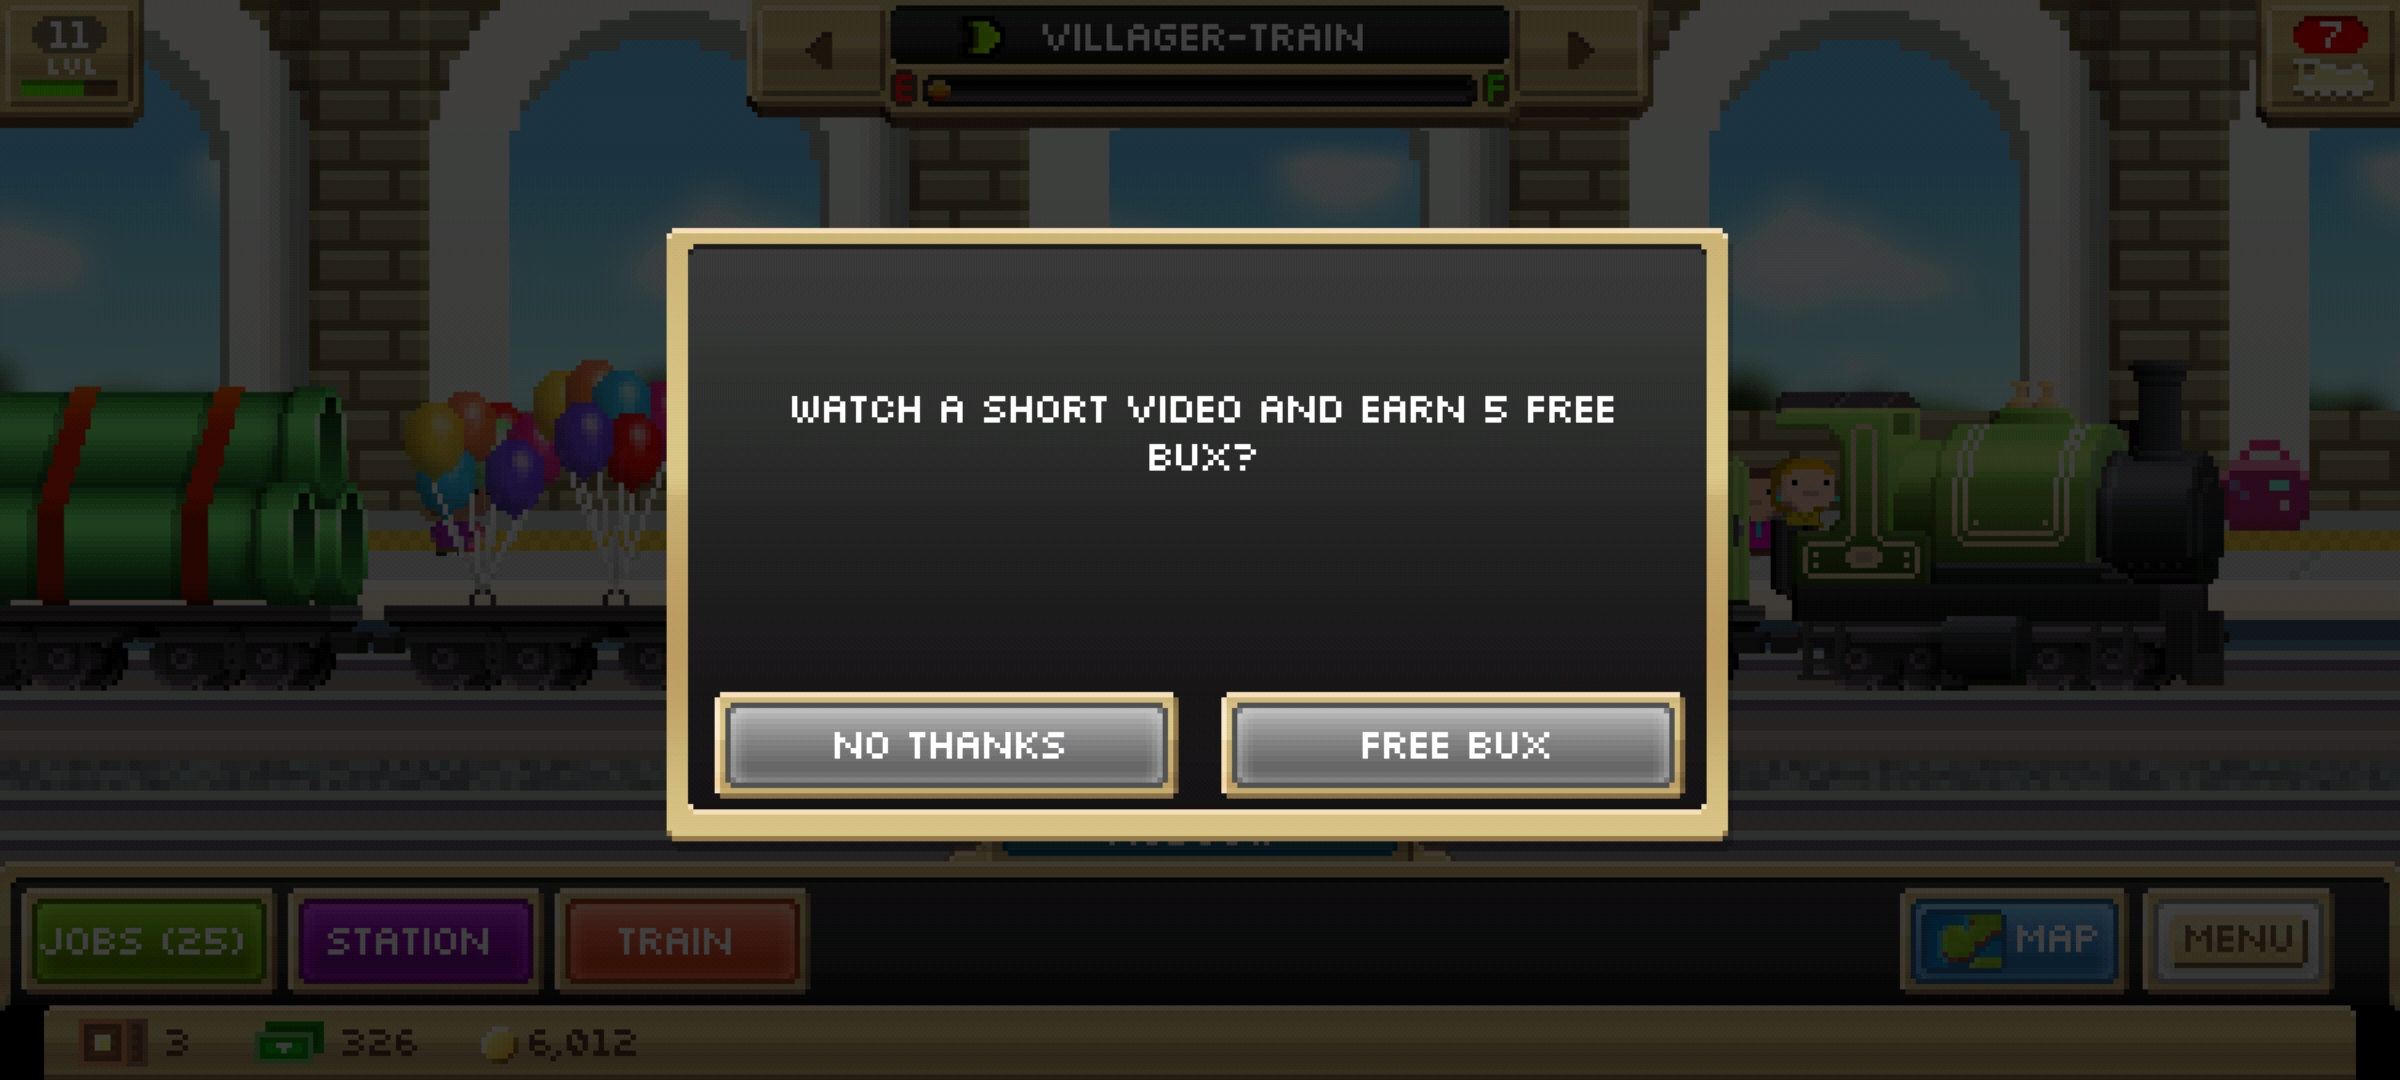 11
LVL
VILLAGER-TRAIN
E F
7
WATCH A SHORT VIDEO AND EARN 5 FREE
BUX?
NO THANKS
FREE BUX
JOBS (25)
STATION
TRAIN
MAP
MENU
3
326
6,012